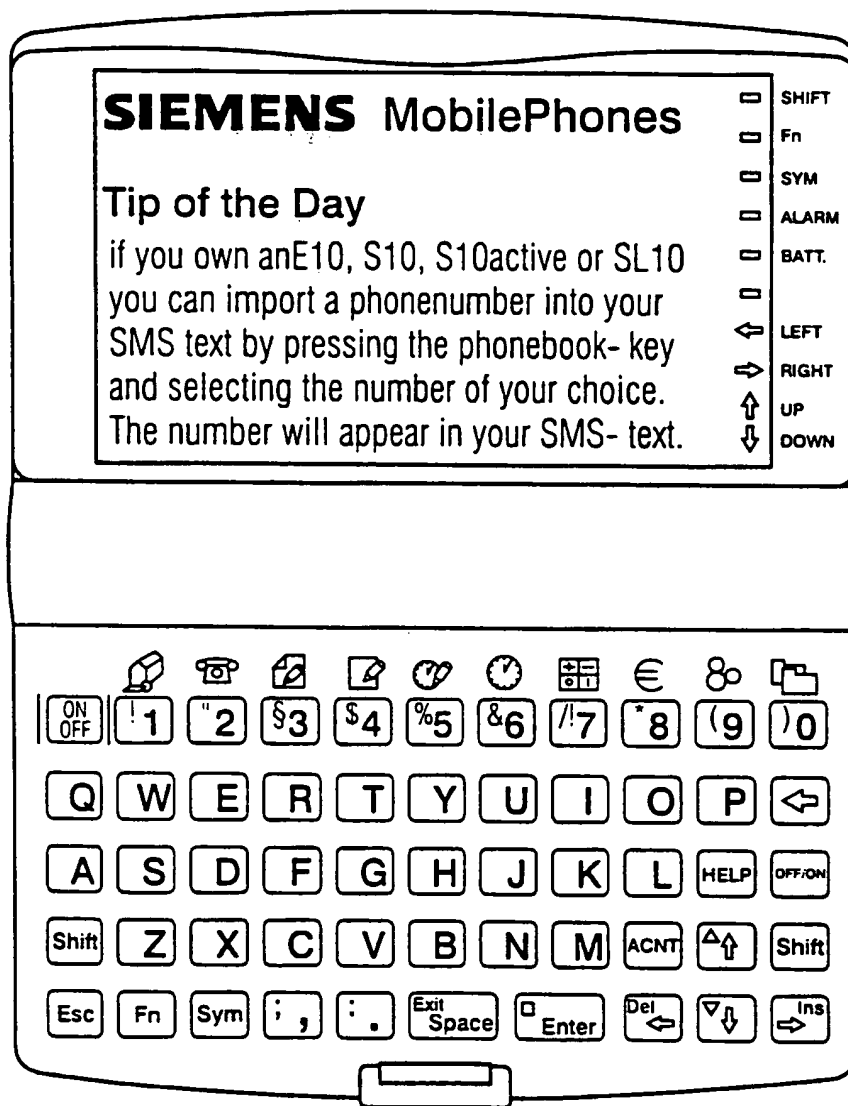 SIEMENS MobilePhones
SHIFT
Fn
SYM
Tip of the Day
ALARM
if you own anE10, S10, S10active or SL10
BATT.
you can import a phonenumber into your
SMS text by pressing the phonebook- key
LEFT
and selecting the number of your choice.
RIGHT
The number will appear in your SMS- text.
UP
DOWN
ON OFF ! 1 " 2 § 3 $ 4 % 5 & 6 /! 7 * 8 ( 9 ) 0
Q W E R T Y U I O P
A S D F G H J K L HELP OFF/ON
Shift Z X C V B N M ACNT Shift
Esc Fn Sym ; , : . Exit Space Enter Del Ins